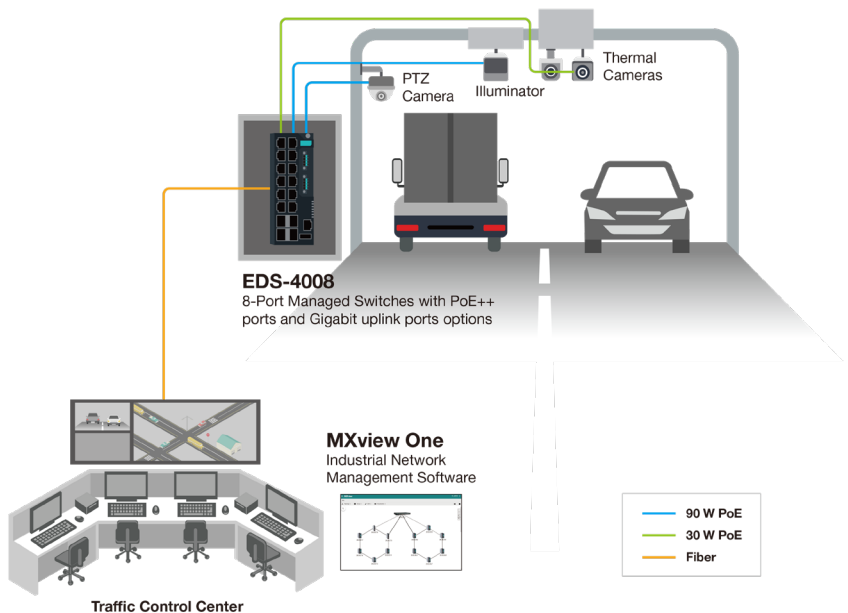 PTZ
Camera
Illuminator
Thermal
Cameras
EDS-4008
8-Port Managed Switches with PoE++
ports and Gigabit uplink ports options
MXview One
Industrial Network
Management Software
90 W PoE
30 W PoE
Fiber
Traffic Control Center